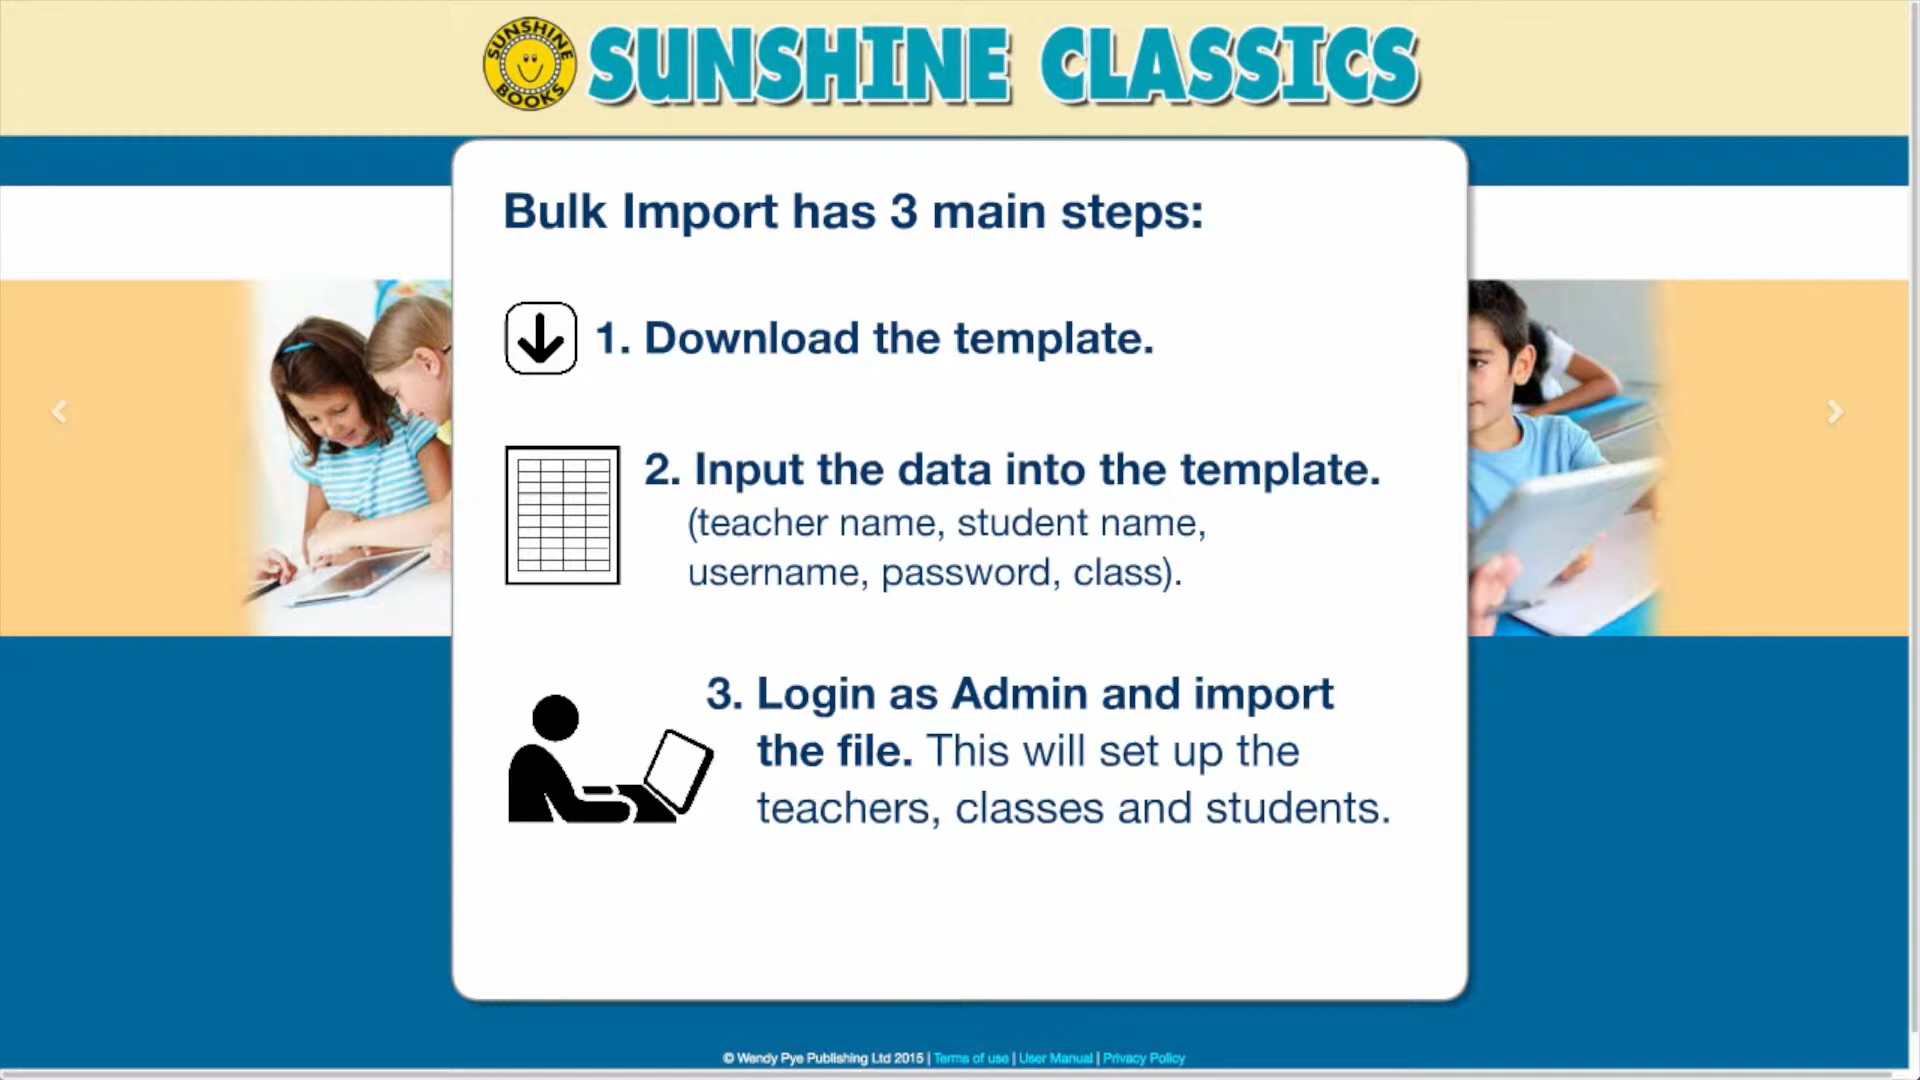 SUNSHINE BOOKS
SUNSHINE CLASSICS
Bulk Import has 3 main steps:
1. Download the template.
2. Input the data into the template.
(teacher name, student name,
username, password, class).
3. Login as Admin and import
the file. This will set up the
teachers, classes and students.
© Wendy Pye Publishing Ltd 2015 | Terms of use | User Manual | Privacy Policy